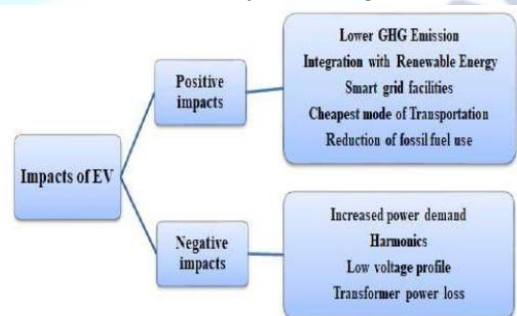 Lower GHG Emission
Integration with Renewable Energy
Smart grid facilities
Cheapest mode of Transportation
Reduction of fossil fuel use
Positive
impacts
Impacts of EV
Negative
impacts
Increased power demand
Harmonics
Low voltage profile
Transformer power loss